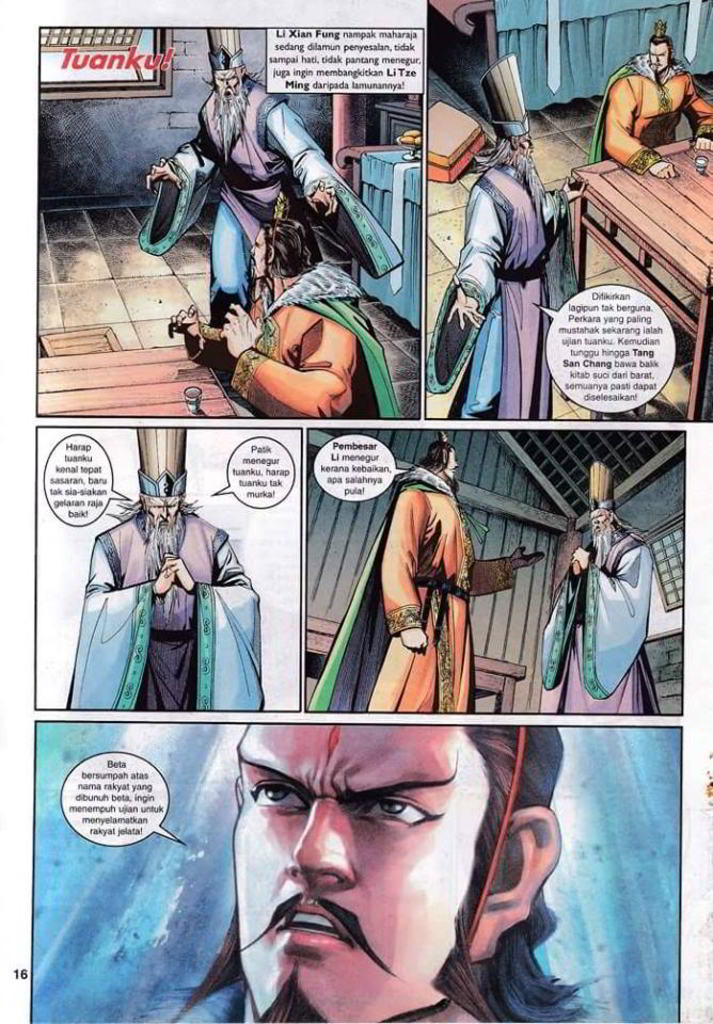 Tuanku!
Li Xian Fung nampak maharaja
sedang dilamun penyesalan, tidak
sampai hati, tidak pantang menegur,
juga ingin membangkitkan Li Tze
Ming daripada lamunannya!
Difikirkan
lagipun tak berguna.
Perkara yang paling
mustahak sekarang ialah
ujian tuanku. Kemudian
tunggu hingga Tang
San Chang bawa balik
kitab suci dari barat,
semuanya pasti dapat
diselesaikan!
Harap
tuanku
kenal tepat
sasaran, baru
tak sia-siakan
gelaran raja
baik!
Patik
menegur
tuanku, harap
tuanku tak
murka!
Pembesar
Li menegur
kerana kebaikan,
apa salahnya
pula!
Beta
bersumpah atas
nama rakyat yang
dibunuh beta, ingin
menempuh ujian untuk
menyelamatkan
rakyat jelata!
16